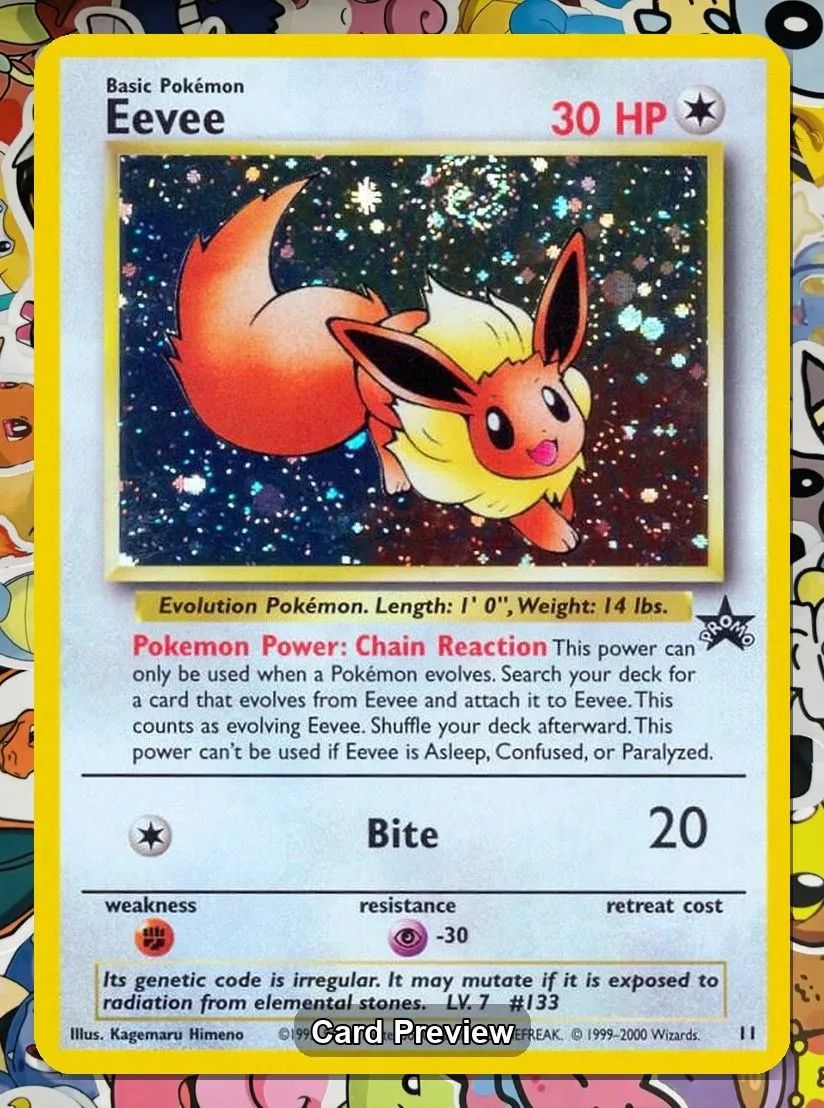 Basic Pokémon
Eevee
30 HP
Evolution Pokémon. Length: 1' 0", Weight: 14 lbs.
PROMO
Pokemon Power: Chain Reaction This power can
only be used when a Pokémon evolves. Search your deck for
a card that evolves from Eevee and attach it to Eevee. This
counts as evolving Eevee. Shuffle your deck afterward. This
power can't be used if Eevee is Asleep, Confused, or Paralyzed.
Bite
20
weakness
resistance
retreat cost
-30
Its genetic code is irregular. It may mutate if it is exposed to
radiation from elemental stones. LV. 7 #133
Illus. Kagemaru Himeno
EFREAK. © 1999–2000 Wizards.
11
Card Preview